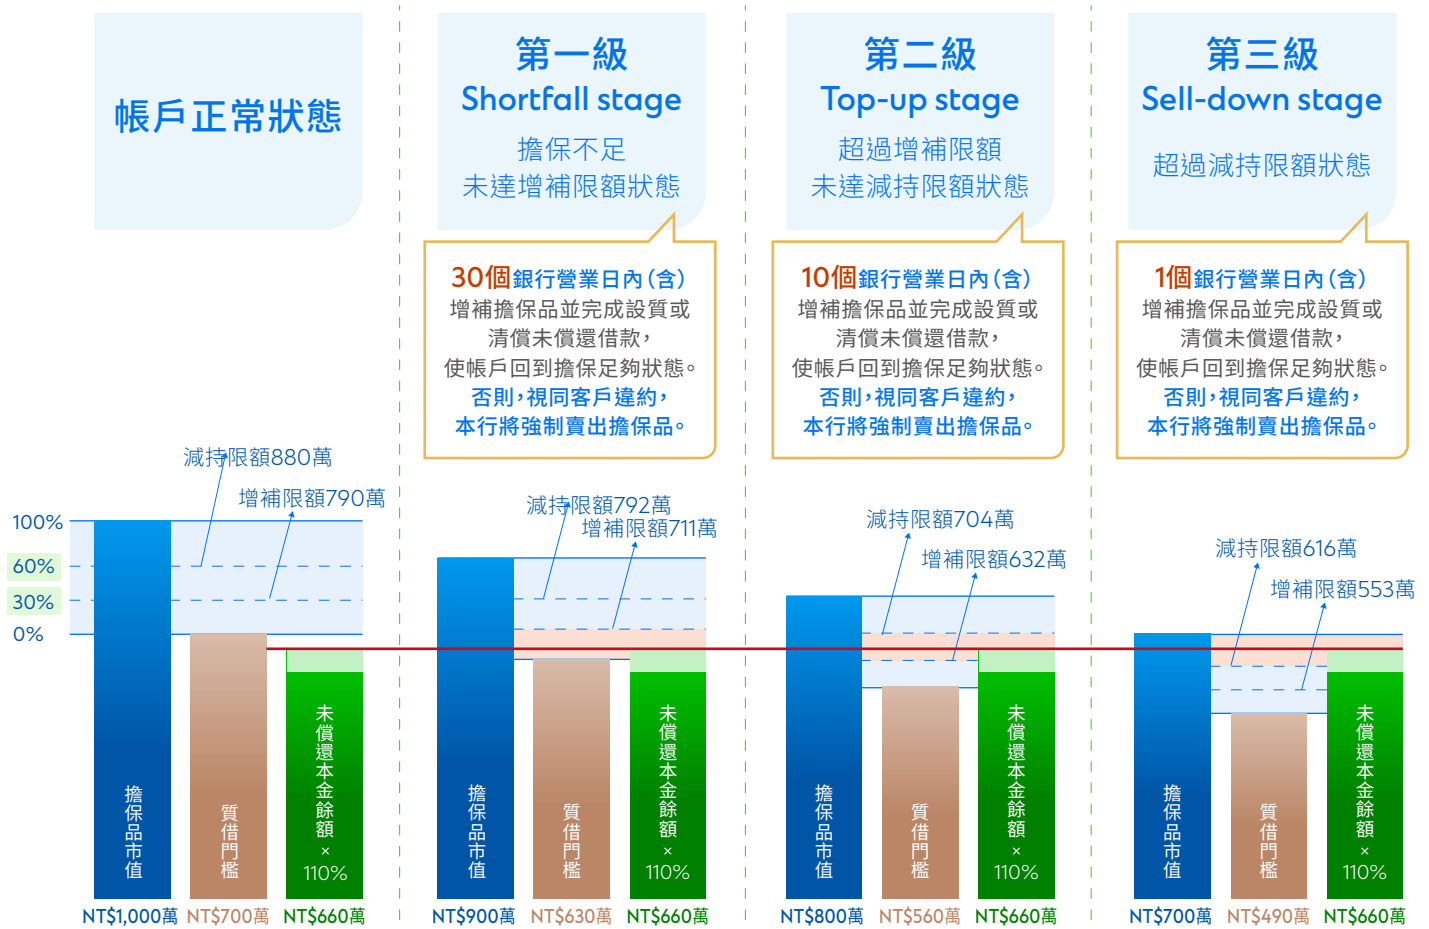 帳戶正常狀態
第一級
Shortfall stage
擔保不足
未達增補限額狀態
第二級
Top-up stage
超過增補限額
未達減持限額狀態
第三級
Sell-down stage
超過減持限額狀態
30個銀行營業日內(含)
增補擔保品並完成設質或
清償未償還借款，
使帳戶回到擔保足夠狀態。
否則，視同客戶違約，
本行將強制賣出擔保品。
10個銀行營業日內(含)
增補擔保品並完成設質或
清償未償還借款，
使帳戶回到擔保足夠狀態。
否則，視同客戶違約，
本行將強制賣出擔保品。
1個銀行營業日內(含)
增補擔保品並完成設質或
清償未償還借款，
使帳戶回到擔保足夠狀態。
否則，視同客戶違約，
本行將強制賣出擔保品。
100%
60%
30%
0%
減持限額880萬
增補限額790萬
擔保品市值
質借門檻
未償還本金餘額×110%
NT$1,000萬
NT$700萬
NT$660萬
減持限額792萬
增補限額711萬
擔保品市值
質借門檻
未償還本金餘額×110%
NT$900萬
NT$630萬
NT$660萬
減持限額704萬
增補限額632萬
擔保品市值
質借門檻
未償還本金餘額×110%
NT$800萬
NT$560萬
NT$660萬
減持限額616萬
增補限額553萬
擔保品市值
質借門檻
未償還本金餘額×110%
NT$700萬
NT$490萬
NT$660萬